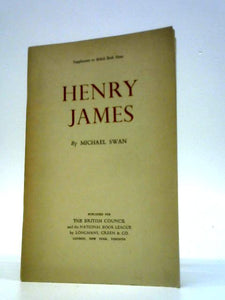 Supplement to British Book News
HENRY
JAMES
By MICHAEL SWAN
PUBLISHED FOR
THE BRITISH COUNCIL
and the NATIONAL BOOK LEAGUE
by LONGMANS, GREEN & CO.
LONDON, NEW YORK, TORONTO